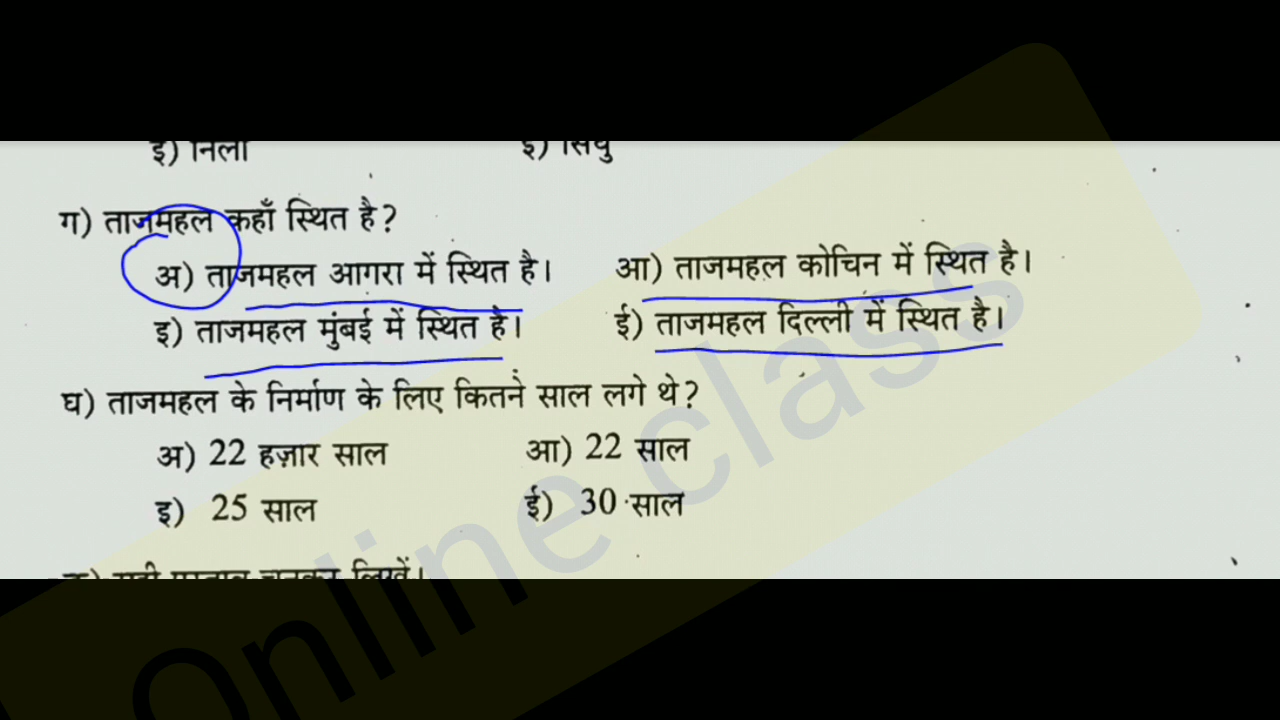 ग) ताजमहल कहाँ स्थित है?
अ) ताजमहल आगरा में स्थित है। आ) ताजमहल कोचिन में स्थित है।
इ) ताजमहल मुंबई में स्थित है। ई) ताजमहल दिल्ली में स्थित है।
घ) ताजमहल के निर्माण के लिए कितने साल लगे थे?
अ) 22 हज़ार साल आ) 22 साल
इ) 25 साल ई) 30 साल
Online class